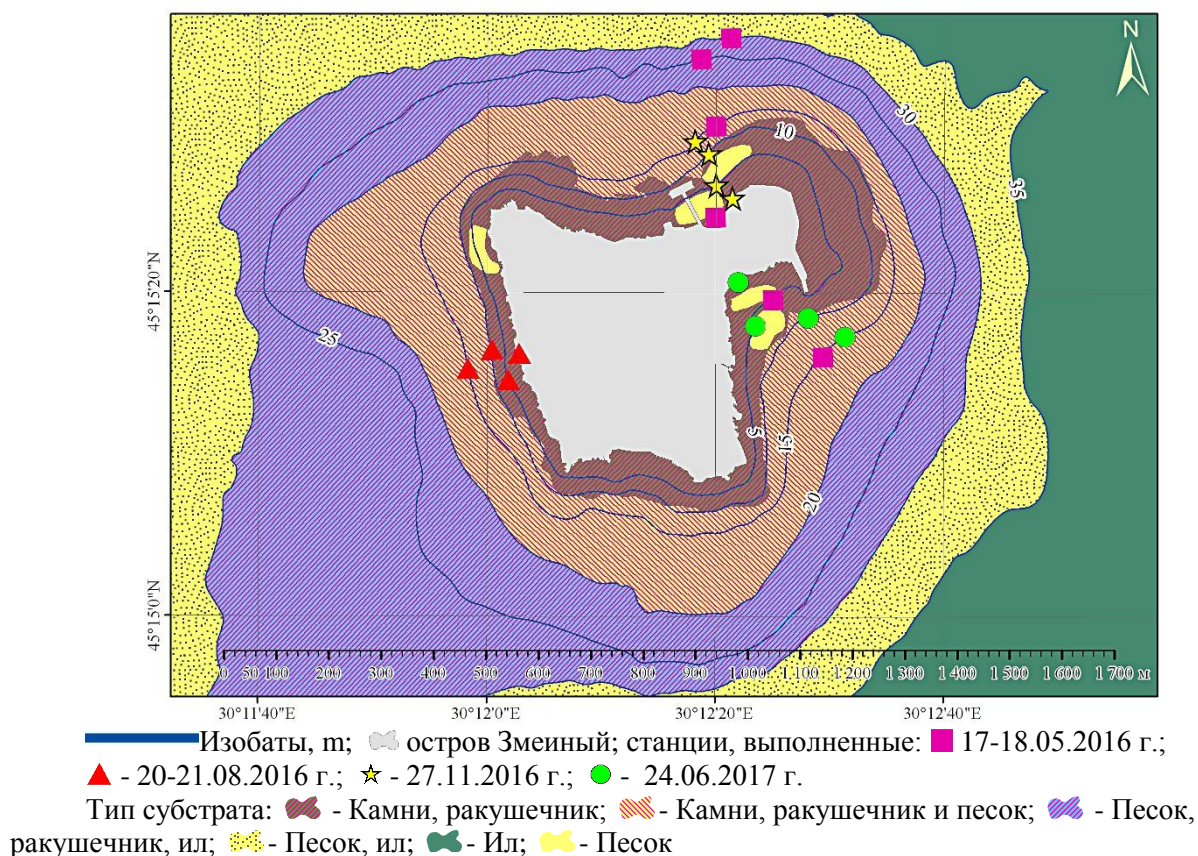 N
10
30
35
45°15'20"N
25
5
15
20
45°15'0"N
0 50 100 200 300 400 500 600 700 800 900 1 000 1 100 1 200 1 300 1 400 1 500 1 600 1 700 м
30°11'40"E 30°12'0"E 30°12'20"E 30°12'40"E
Изобаты, m; остров Змеиный; станции, выполненные: 17-18.05.2016 г.;
- 20-21.08.2016 г.; - 27.11.2016 г.; - 24.06.2017 г.
Тип субстрата: - Камни, ракушечник; - Камни, ракушечник и песок; - Песок,
ракушечник, ил; - Песок, ил; - Ил; - Песок